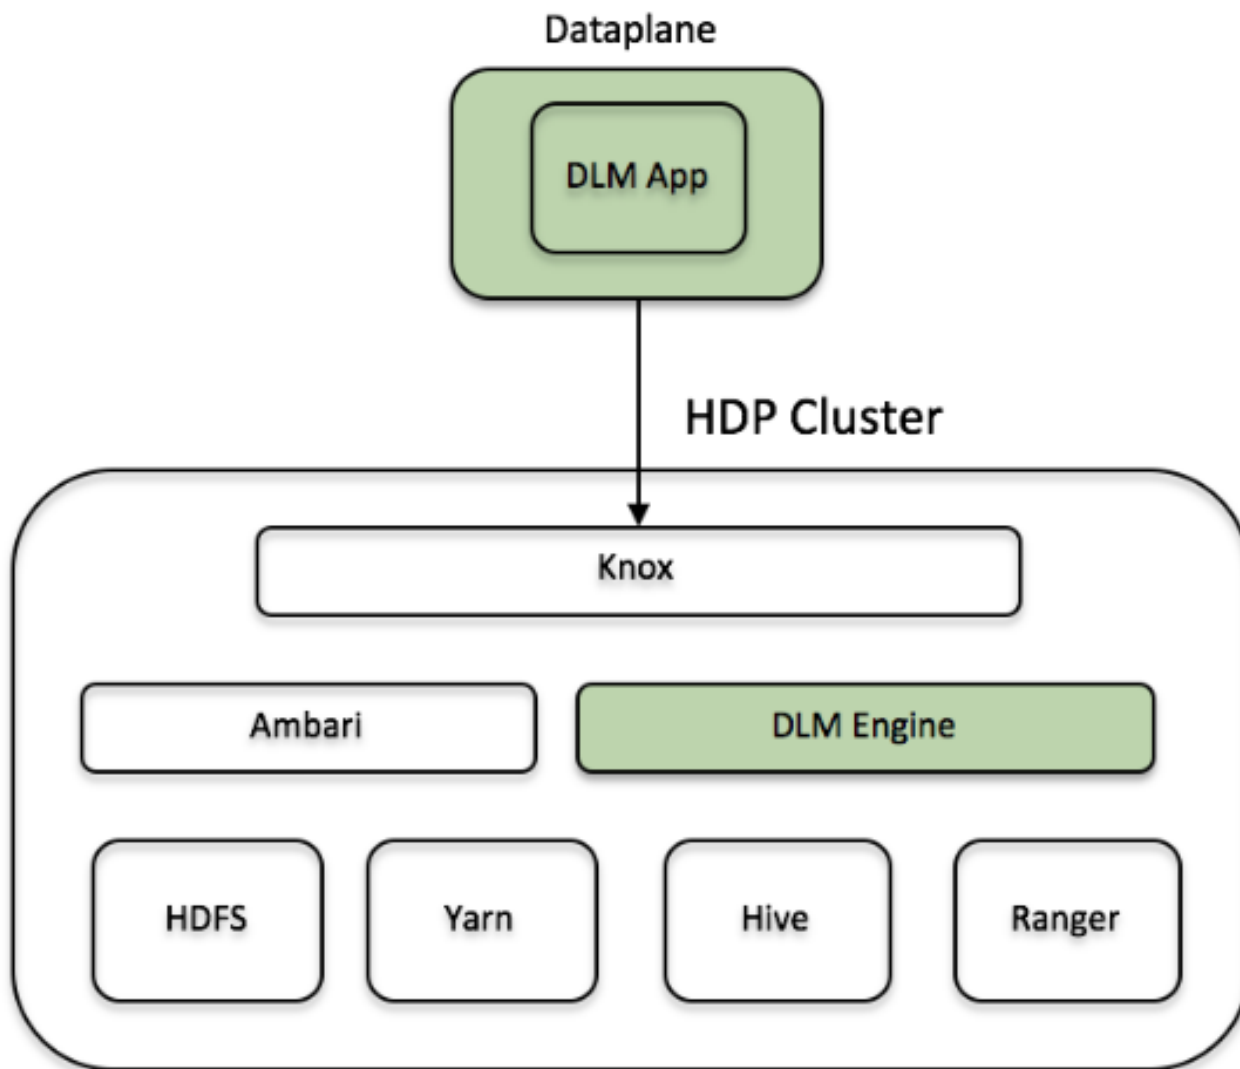 Dataplane
DLM App
HDP Cluster
Knox
Ambari
DLM Engine
HDFS
Yarn
Hive
Ranger